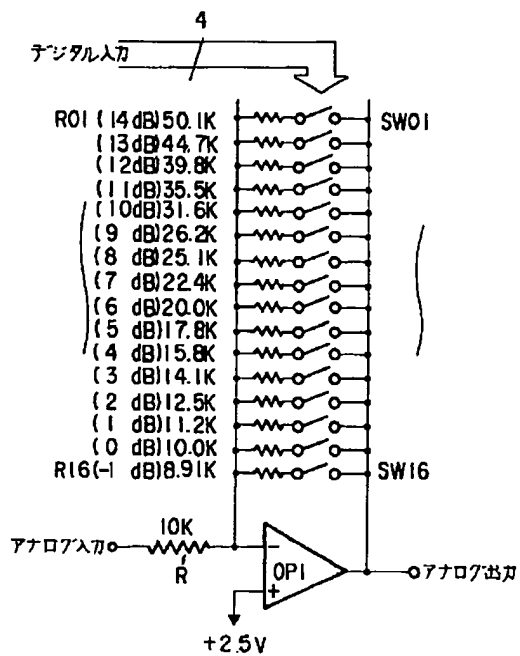 4
デジタル入力
R01 (14dB)50.1K SW01
(13dB)44.7K
(12dB)39.8K
(11dB)35.5K
(10dB)31.6K
(9 dB)26.2K
(8 dB)25.1K
(7 dB)22.4K
(6 dB)20.0K
(5 dB)17.8K
(4 dB)15.8K
(3 dB)14.1K
(2 dB)12.5K
(1 dB)11.2K
(0 dB)10.0K
R16(-1 dB)8.91K SW16
10K
アナログ入力 R - OP1 + アナログ出力
+2.5V